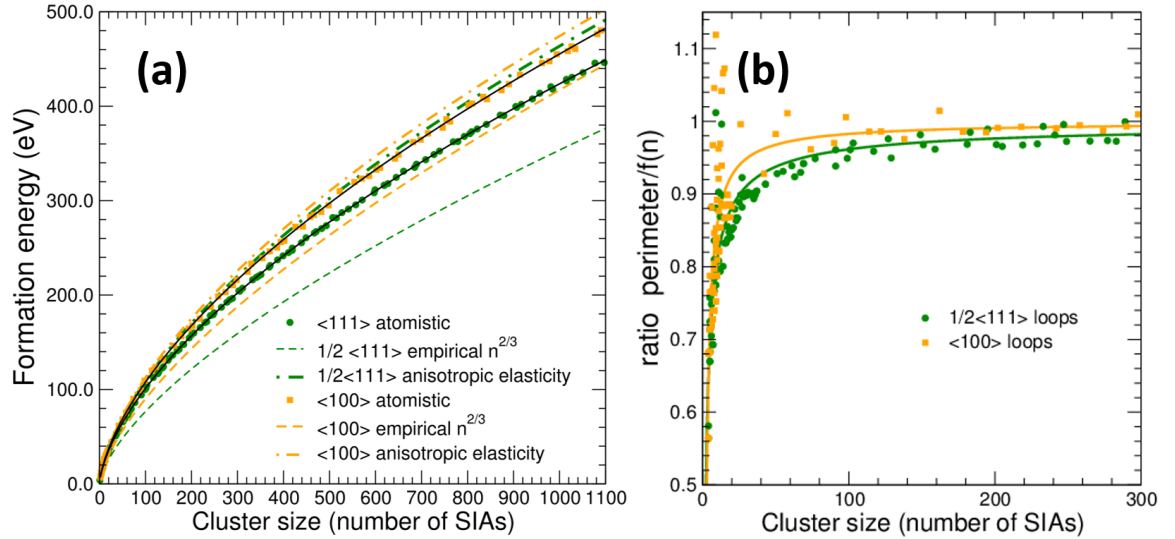 (a)
Formation energy (eV)
500.0
400.0
300.0
200.0
100.0
0.0
<111> atomistic
1/2 <111> empirical n^2/3
1/2<111> anisotropic elasticity
<100> atomistic
<100> empirical n^2/3
<100> anisotropic elasticity
0 100 200 300 400 500 600 700 800 900 1000 1100
Cluster size (number of SIAs)
(b)
ratio perimeter/f(n)
1.1
1
0.9
0.8
0.7
0.6
0.5
1/2<111> loops
<100> loops
0 100 200 300
Cluster size (number of SIAs)